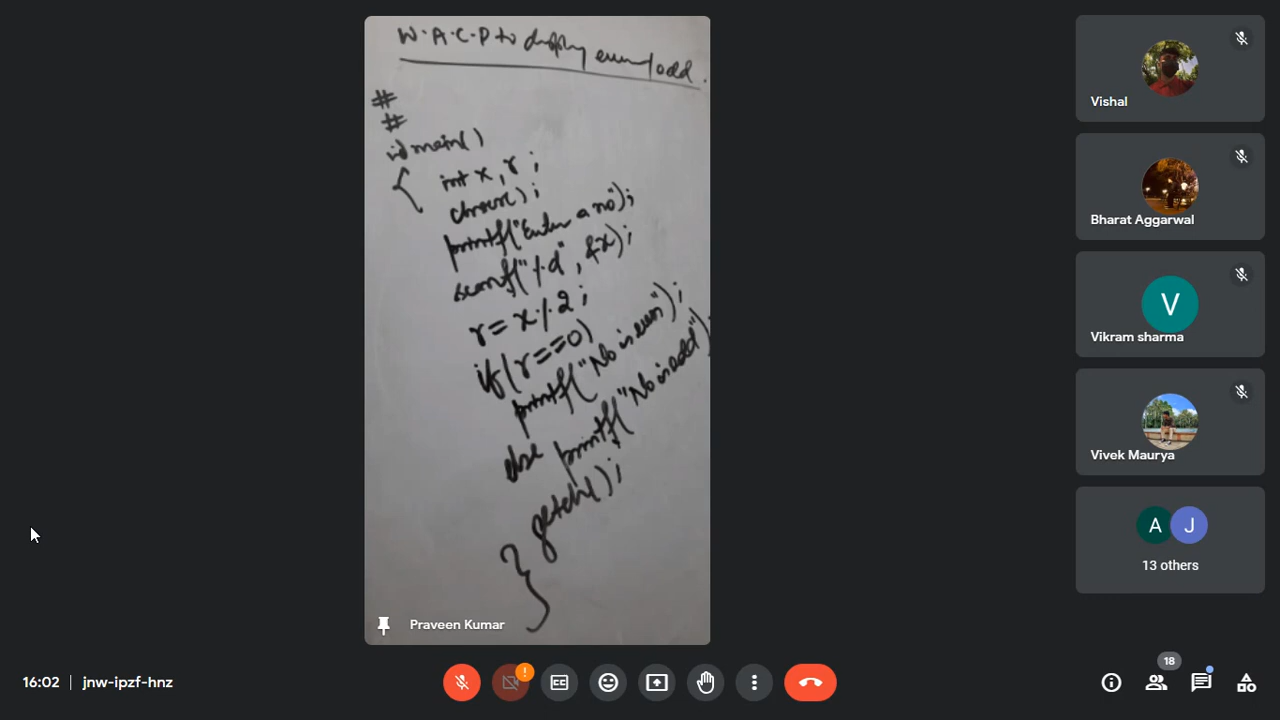 W.A.C.P to display even/odd.
#
#
void main()
{ int x, r ;
clrscr();
printf("Enter a no");
scanf("%d", &x);
r = x % 2 ;
if(r==0)
printf("No is even");
else printf("No is odd");
getch();
}
Praveen Kumar
Vishal
Bharat Aggarwal
V
Vikram sharma
Vivek Maurya
A J
13 others
16:02 | jnw-ipzf-hnz
18